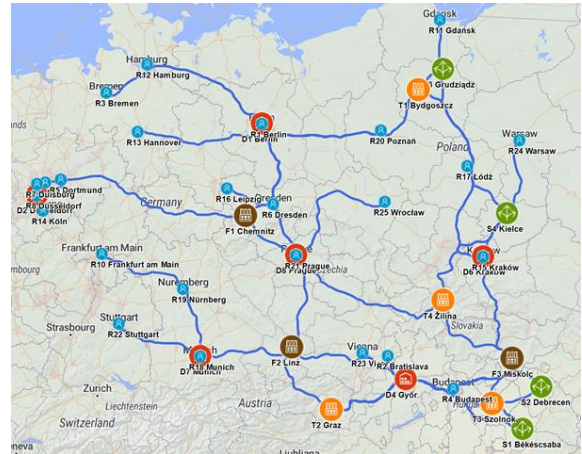 Gdańsk
R11 Gdańsk
Hamburg
R12 Hamburg
Bremen
R3 Bremen
Grudziądz
T1 Bydgoszcz
R1 Berlin
D1 Berlin
R13 Hannover
R20 Poznań
Warsaw
R24 Warsaw
Poland
R17 Łódź
R5 Dortmund
R7 Duisburg
R8 Dusseldorf
R14 Köln
Germany
R16 Leipzig
Dresden
R6 Dresden
R25 Wrocław
F1 Chemnitz
S4 Kielce
Frankfurt am Main
R10 Frankfurt am Main
R21 Prague
D8 Prague
R15 Kraków
D6 Kraków
Nuremberg
R19 Nürnberg
T4 Žilina
Slovakia
Stuttgart
R22 Stuttgart
Strasbourg
R18 Munich
D7 Munich
F2 Linz
Vienna
R2 Bratislava
F3 Miskolc
Zurich
D4 Győr
Budapest
R4 Budapest
S2 Debrecen
Liechtenstein
Austria
T2 Graz
T3 Szolnok
Switzerland
S1 Békéscsaba
Ljubljana